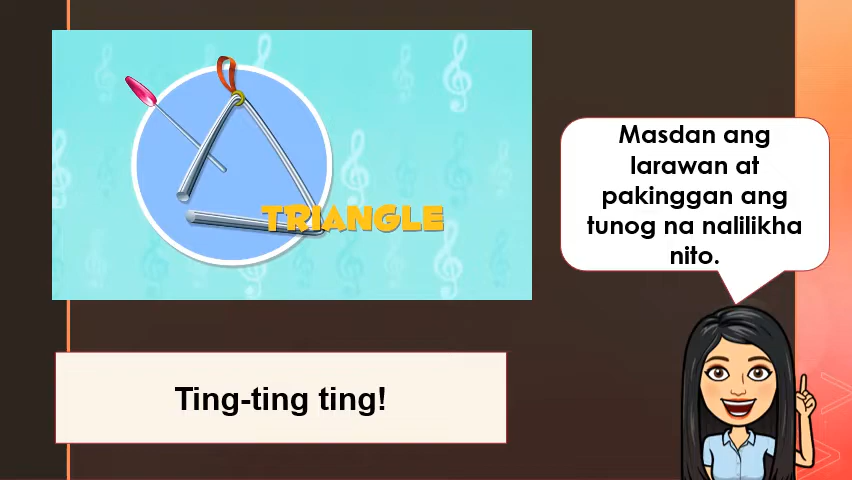 TRIANGLE
Masdan ang
larawan at
pakinggan ang
tunog na nalilikha
nito.
Ting-ting ting!